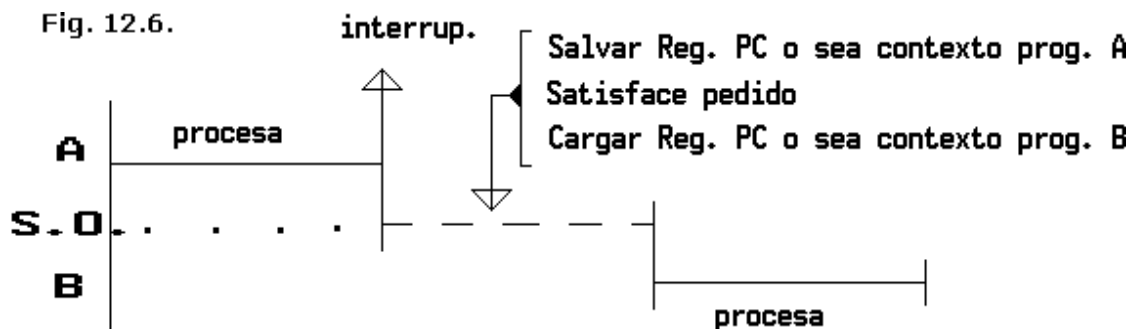 Fig. 12.6.
interrup.
Salvar Reg. PC o sea contexto prog. A
Satisface pedido
Cargar Reg. PC o sea contexto prog. B
procesa
A
S.O.
B
procesa